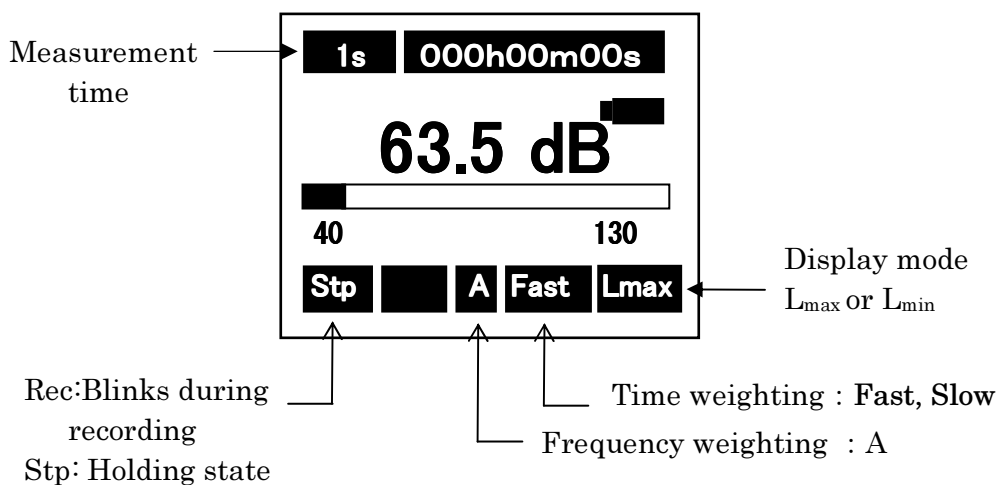 Measurement
time
1s 000h00m00s
63.5 dB
40 130
Stp A Fast Lmax
Display mode
Lmax or Lmin
Rec:Blinks during
recording
Stp: Holding state
Time weighting : Fast, Slow
Frequency weighting : A